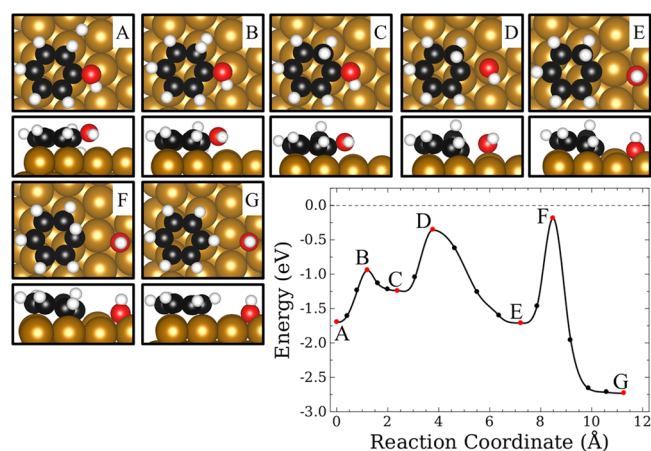 A B C D E
F G
0.0
-0.5
-1.0
-1.5
-2.0
-2.5
-3.0
Energy (eV)
A B C D E F G
0 2 4 6 8 10 12
Reaction Coordinate (Å)